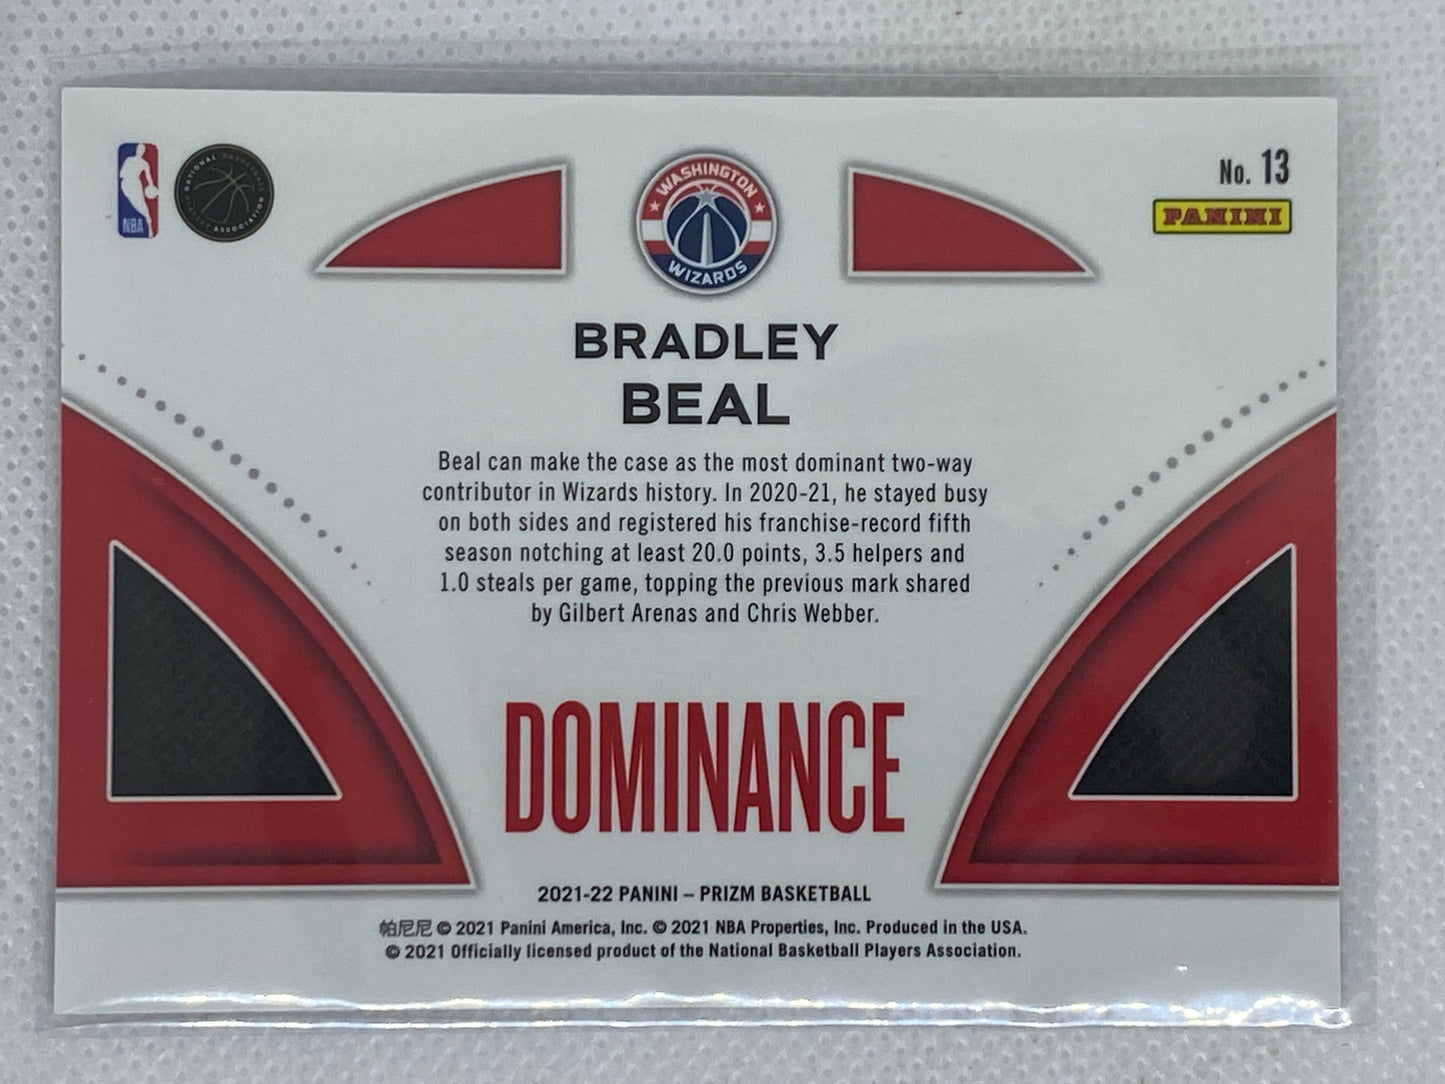 NBA
NATIONAL BASKETBALL
PLAYERS ASSOCIATION
WASHINGTON
WIZARDS
No. 13
PANINI
BRADLEY
BEAL
Beal can make the case as the most dominant two-way
contributor in Wizards history. In 2020-21, he stayed busy
on both sides and registered his franchise-record fifth
season notching at least 20.0 points, 3.5 helpers and
1.0 steals per game, topping the previous mark shared
by Gilbert Arenas and Chris Webber.
DOMINANCE
2021-22 PANINI – PRIZM BASKETBALL
帕尼尼 © 2021 Panini America, Inc. © 2021 NBA Properties, Inc. Produced in the USA.
© 2021 Officially licensed product of the National Basketball Players Association.